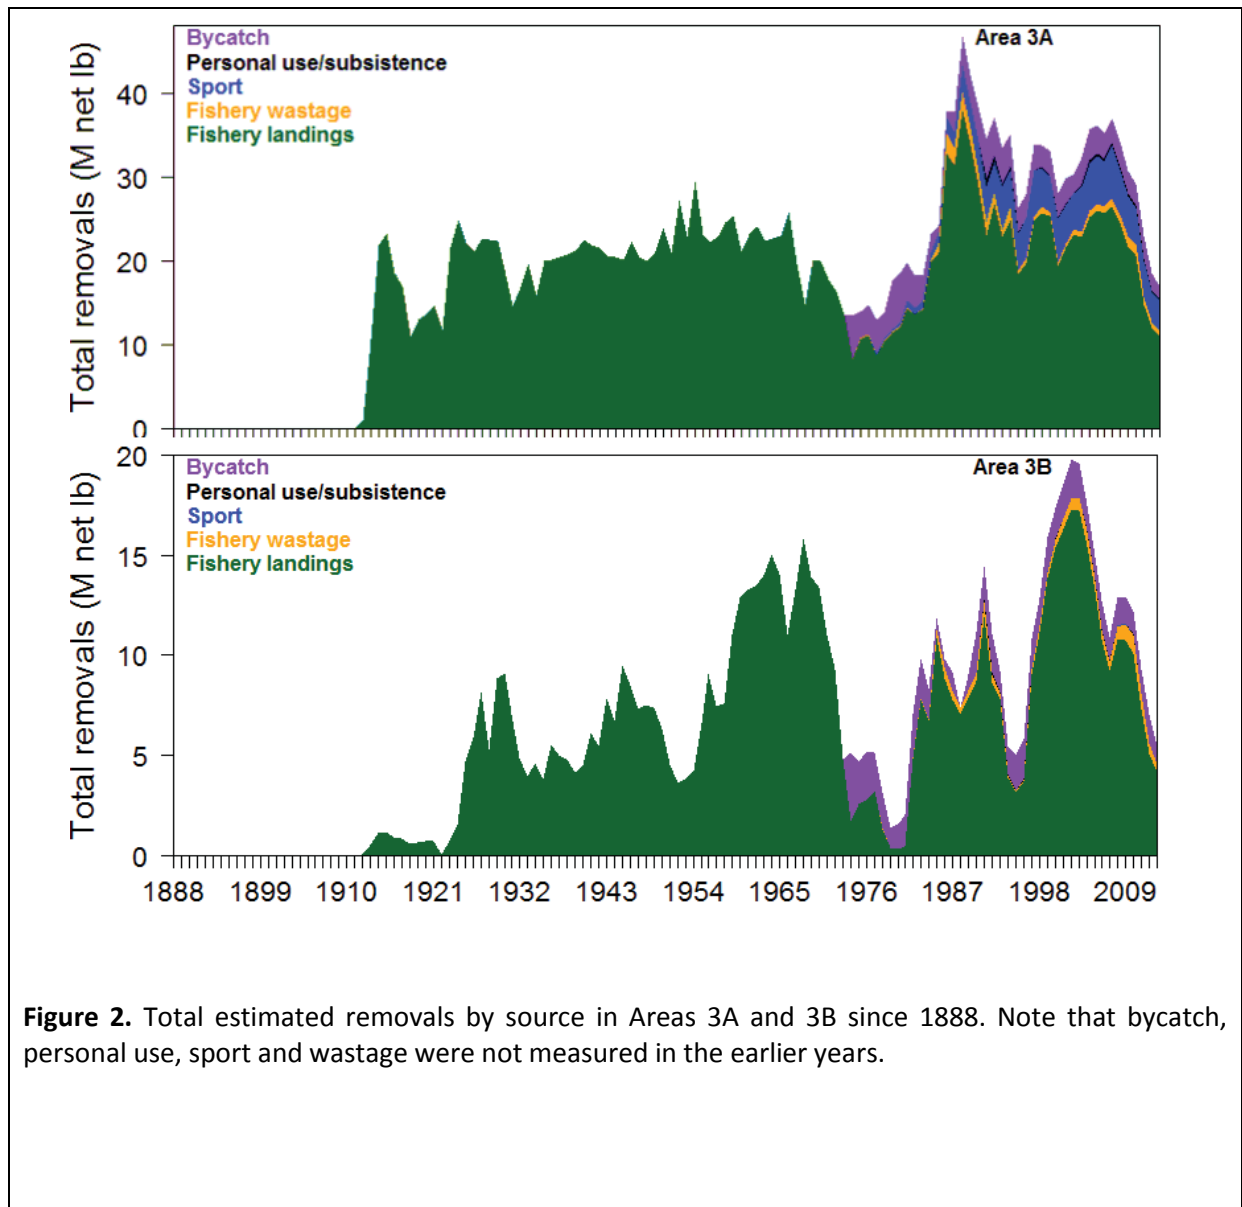 Total removals (M net lb)
Bycatch
Area 3A
Personal use/subsistence
Sport
Fishery wastage
Fishery landings
40
30
20
10
0
Total removals (M net lb)
Bycatch
Area 3B
Personal use/subsistence
Sport
Fishery wastage
Fishery landings
20
15
10
5
0
1888 1899 1910 1921 1932 1943 1954 1965 1976 1987 1998 2009
Figure 2. Total estimated removals by source in Areas 3A and 3B since 1888. Note that bycatch,
personal use, sport and wastage were not measured in the earlier years.